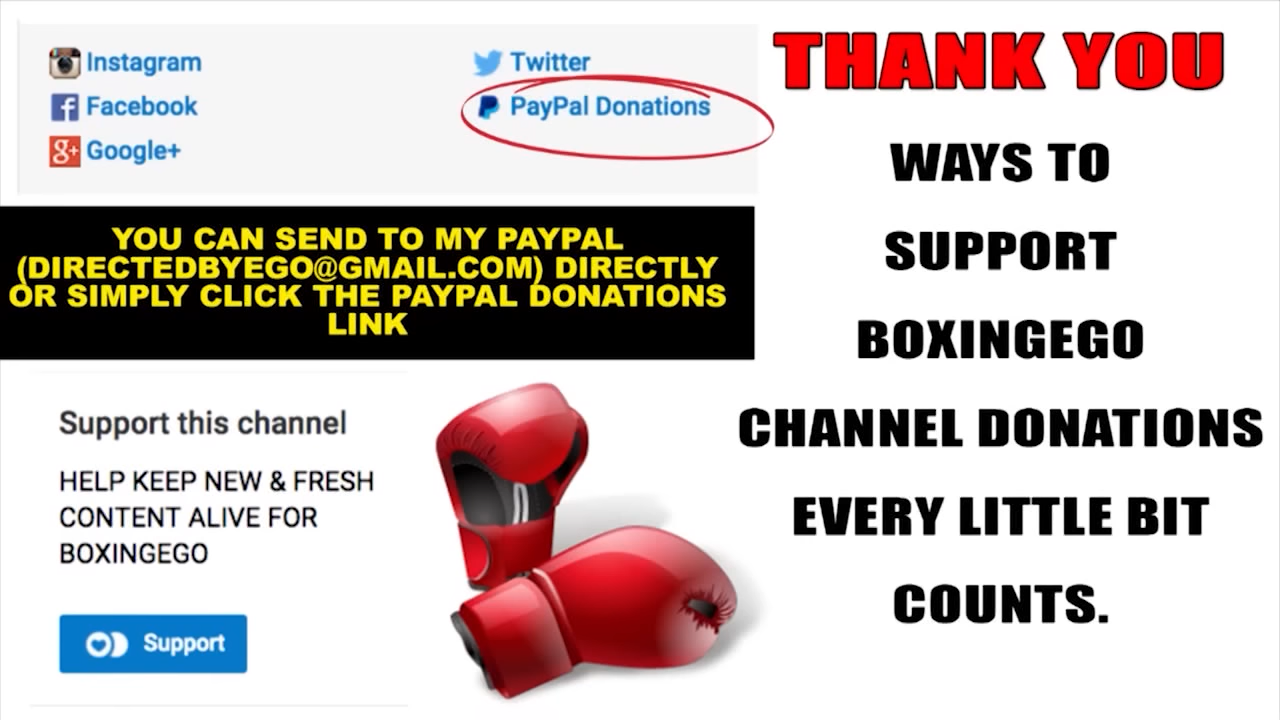 Instagram
Facebook
Google+
Twitter
PayPal Donations
YOU CAN SEND TO MY PAYPAL
(DIRECTEDBYEGO@GMAIL.COM) DIRECTLY
OR SIMPLY CLICK THE PAYPAL DONATIONS
LINK
Support this channel
HELP KEEP NEW & FRESH
CONTENT ALIVE FOR
BOXINGEGO
Support
THANK YOU
WAYS TO
SUPPORT
BOXINGEGO
CHANNEL DONATIONS
EVERY LITTLE BIT
COUNTS.